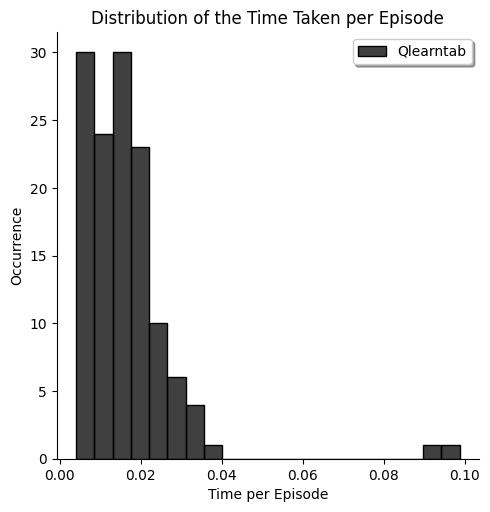 Distribution of the Time Taken per Episode
Qlearntab
Occurrence
30
25
20
15
10
5
0
0.00 0.02 0.04 0.06 0.08 0.10
Time per Episode